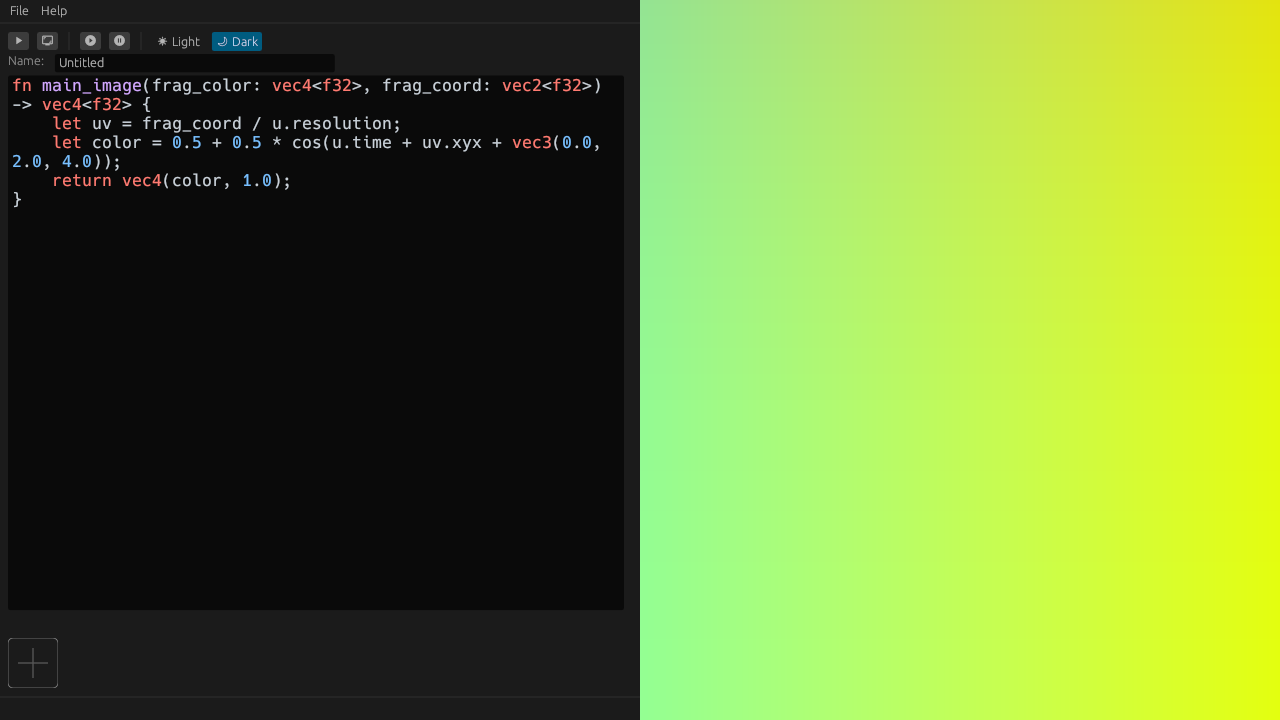 File Help
Light Dark
Name: Untitled
fn main_image(frag_color: vec4<f32>, frag_coord: vec2<f32>)
-> vec4<f32> {
    let uv = frag_coord / u.resolution;
    let color = 0.5 + 0.5 * cos(u.time + uv.xyx + vec3(0.0,
2.0, 4.0));
    return vec4(color, 1.0);
}